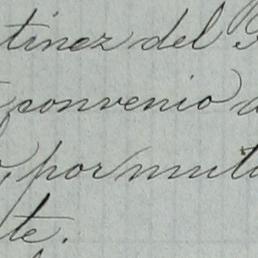 tinez del
convenio
, por mutu
te.